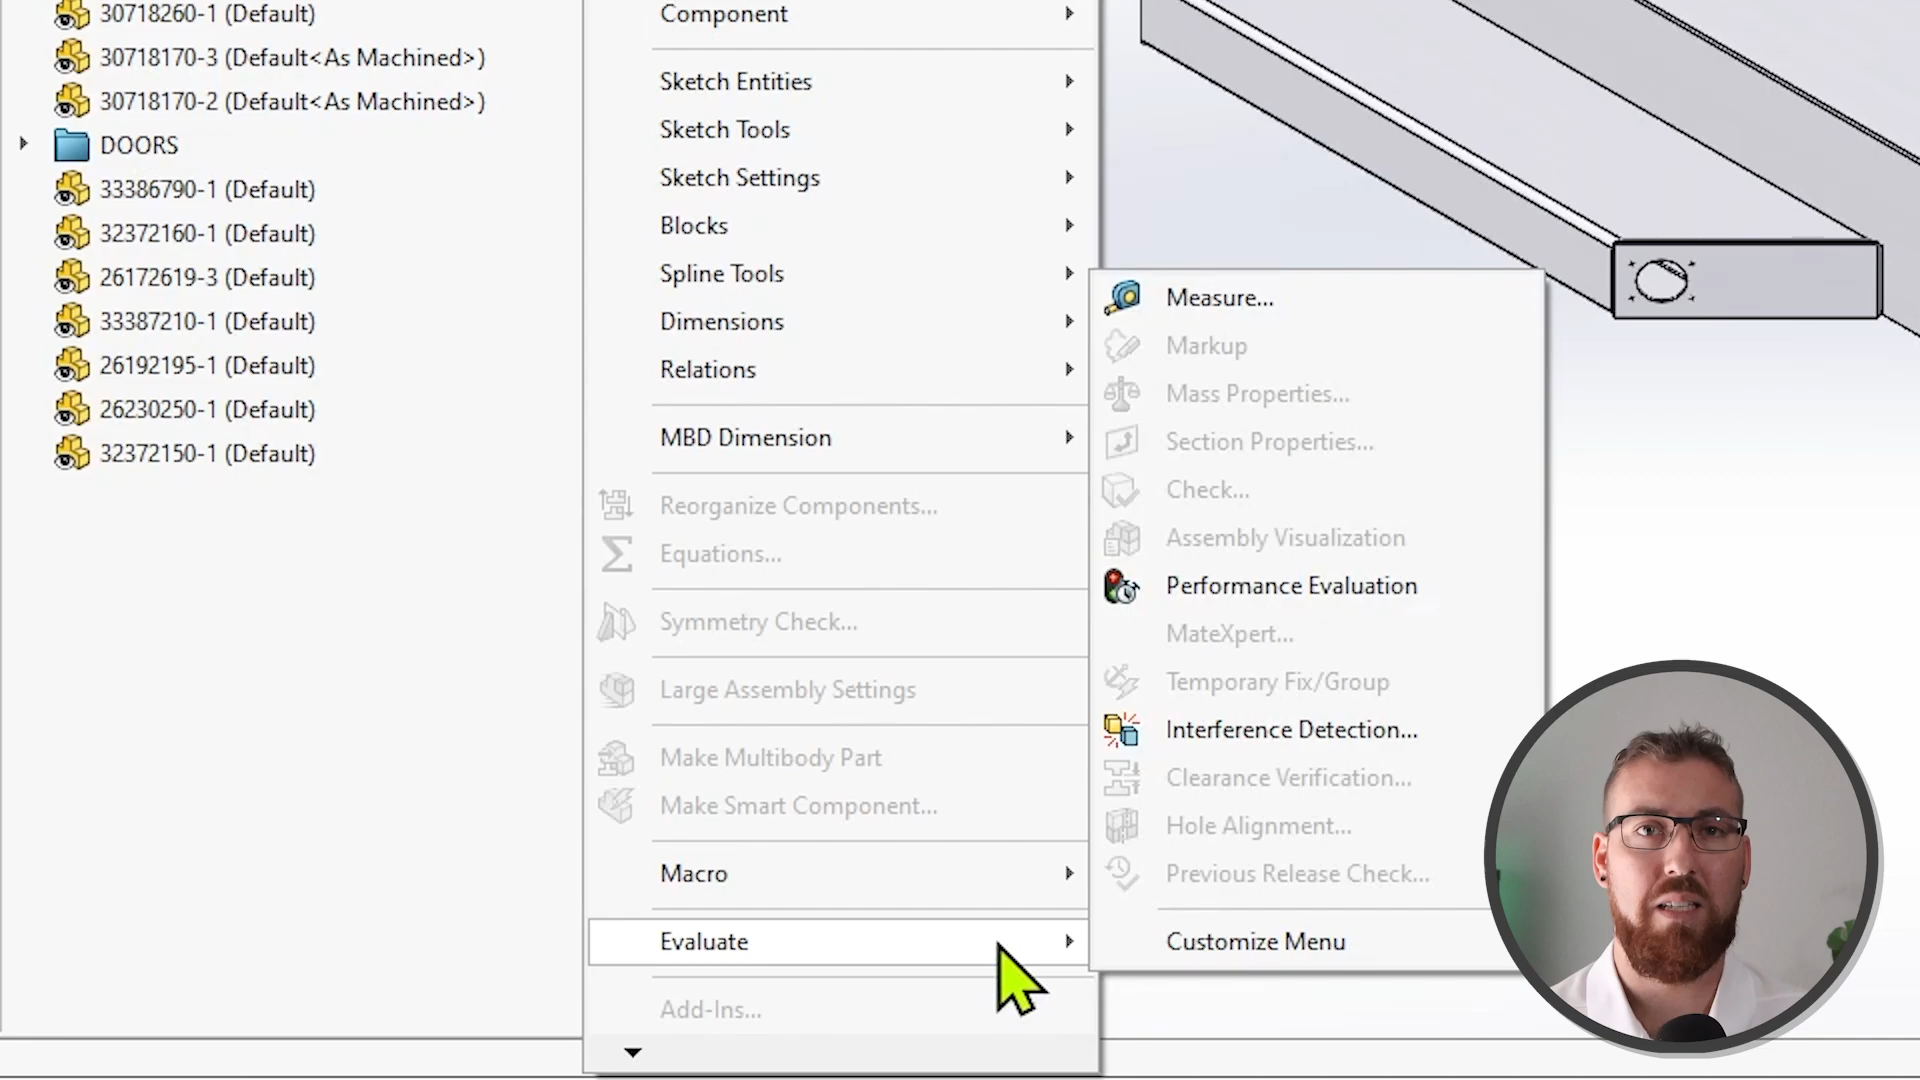 30718260-1 (Default)
30718170-3 (Default<As Machined>)
30718170-2 (Default<As Machined>)
DOORS
33386790-1 (Default)
32372160-1 (Default)
26172619-3 (Default)
33387210-1 (Default)
26192195-1 (Default)
26230250-1 (Default)
32372150-1 (Default)
Component
Sketch Entities
Sketch Tools
Sketch Settings
Blocks
Spline Tools
Dimensions
Relations
MBD Dimension
Reorganize Components...
Equations...
Symmetry Check...
Large Assembly Settings
Make Multibody Part
Make Smart Component...
Macro
Evaluate
Add-Ins...
Measure...
Markup
Mass Properties...
Section Properties...
Check...
Assembly Visualization
Performance Evaluation
MateXpert...
Temporary Fix/Group
Interference Detection...
Clearance Verification...
Hole Alignment...
Previous Release Check...
Customize Menu